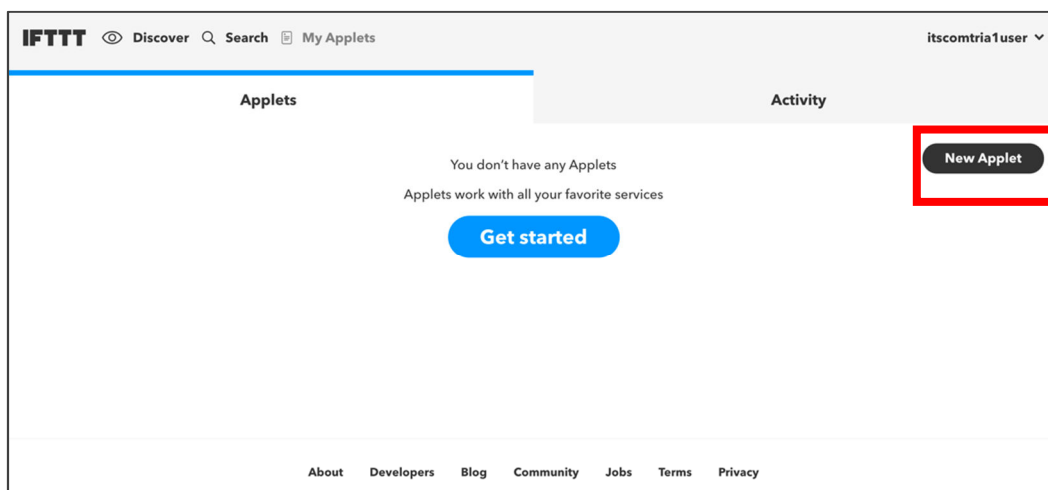 IFTTT Discover Search My Applets itscomtria1user
Applets Activity
New Applet
You don't have any Applets
Applets work with all your favorite services
Get started
About Developers Blog Community Jobs Terms Privacy